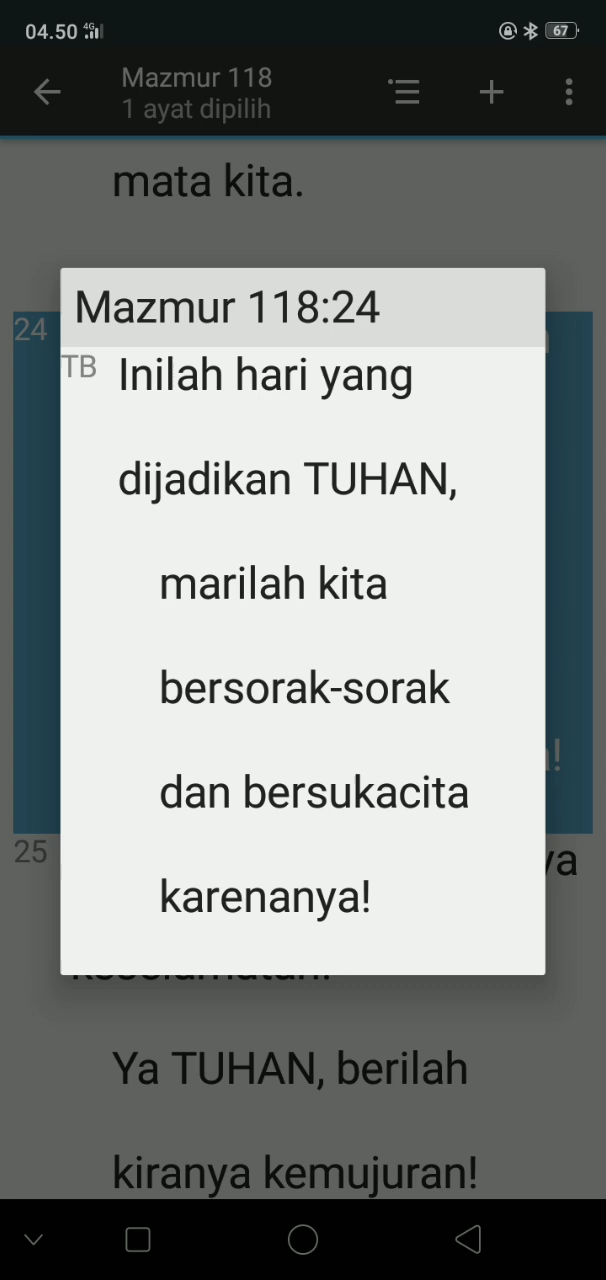 04.50 4G 67
Mazmur 118
1 ayat dipilih
mata kita.
Mazmur 118:24
24
TB Inilah hari yang
dijadikan TUHAN,
marilah kita
bersorak-sorak
dan bersukacita
karenanya!
25
Ya TUHAN, berilah
kiranya kemujuran!